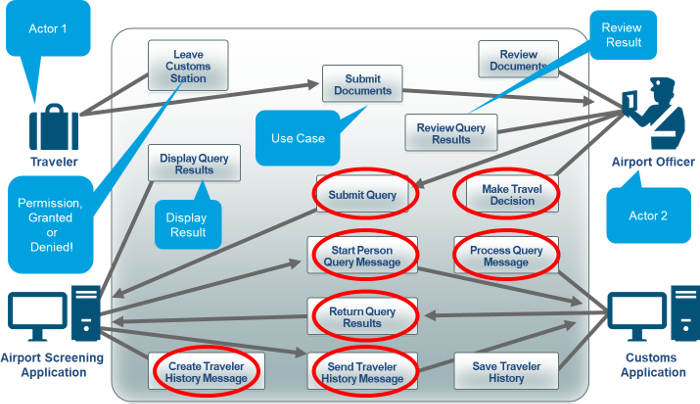 Actor 1
Leave
Customs
Station
Review
Documents
Review
Result
Submit
Documents
Traveler
Use Case
Review Query
Results
Airport Officer
Display Query
Results
Submit Query
Make Travel
Decision
Permission,
Granted
or
Denied!
Display
Result
Actor 2
Start Person
Query Message
Process Query
Message
Return Query
Results
Airport Screening
Application
Customs
Application
Create Traveler
History Message
Send Traveler
History Message
Save Traveler
History